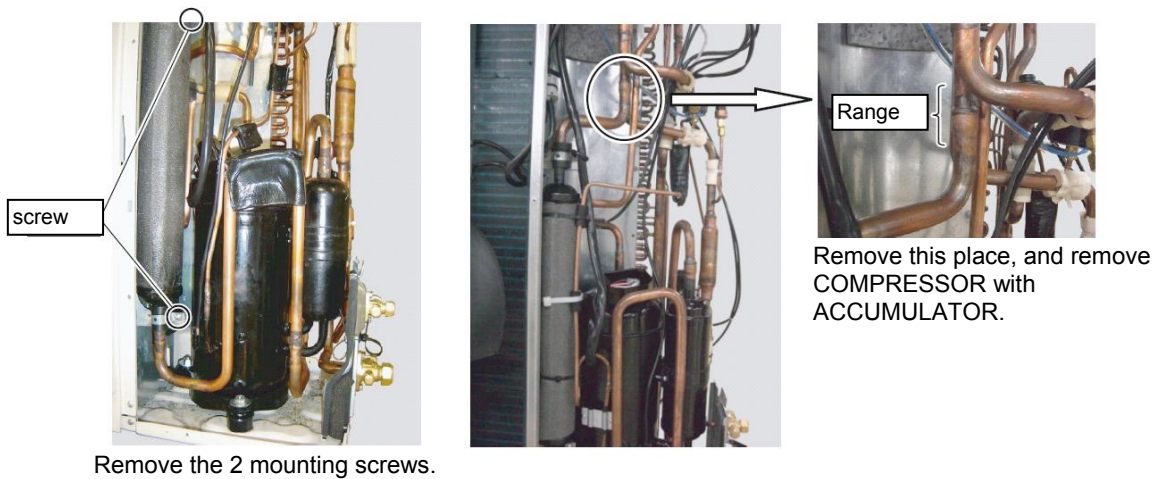 screw
Range
Remove this place, and remove
COMPRESSOR with
ACCUMULATOR.
Remove the 2 mounting screws.